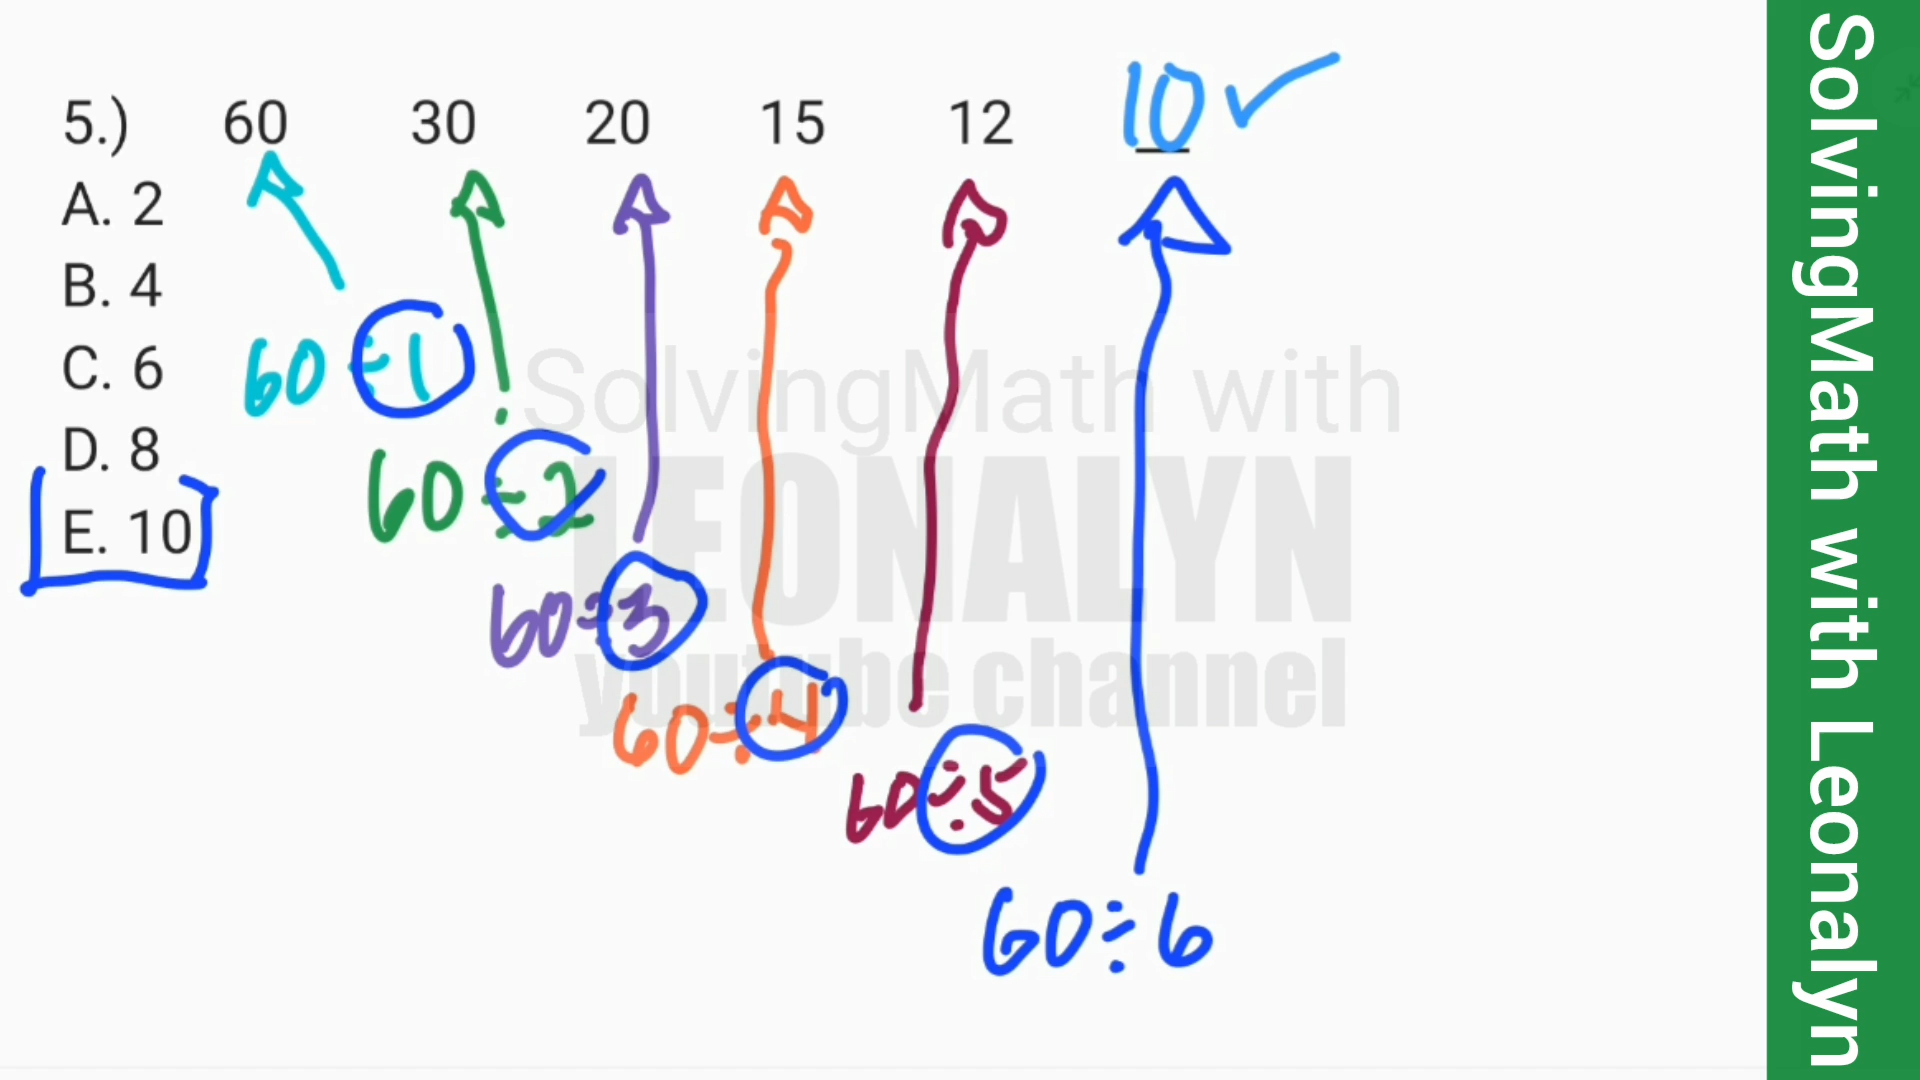 5.) 60 30 20 15 12 10
A. 2
B. 4
C. 6
D. 8
E. 10
60 ÷ 1
60 ÷ 2
60 ÷ 3
60 ÷ 4
60 ÷ 5
60 ÷ 6
SolvingMath with
LEONALYN
youtube channel
SolvingMath with Leonalyn